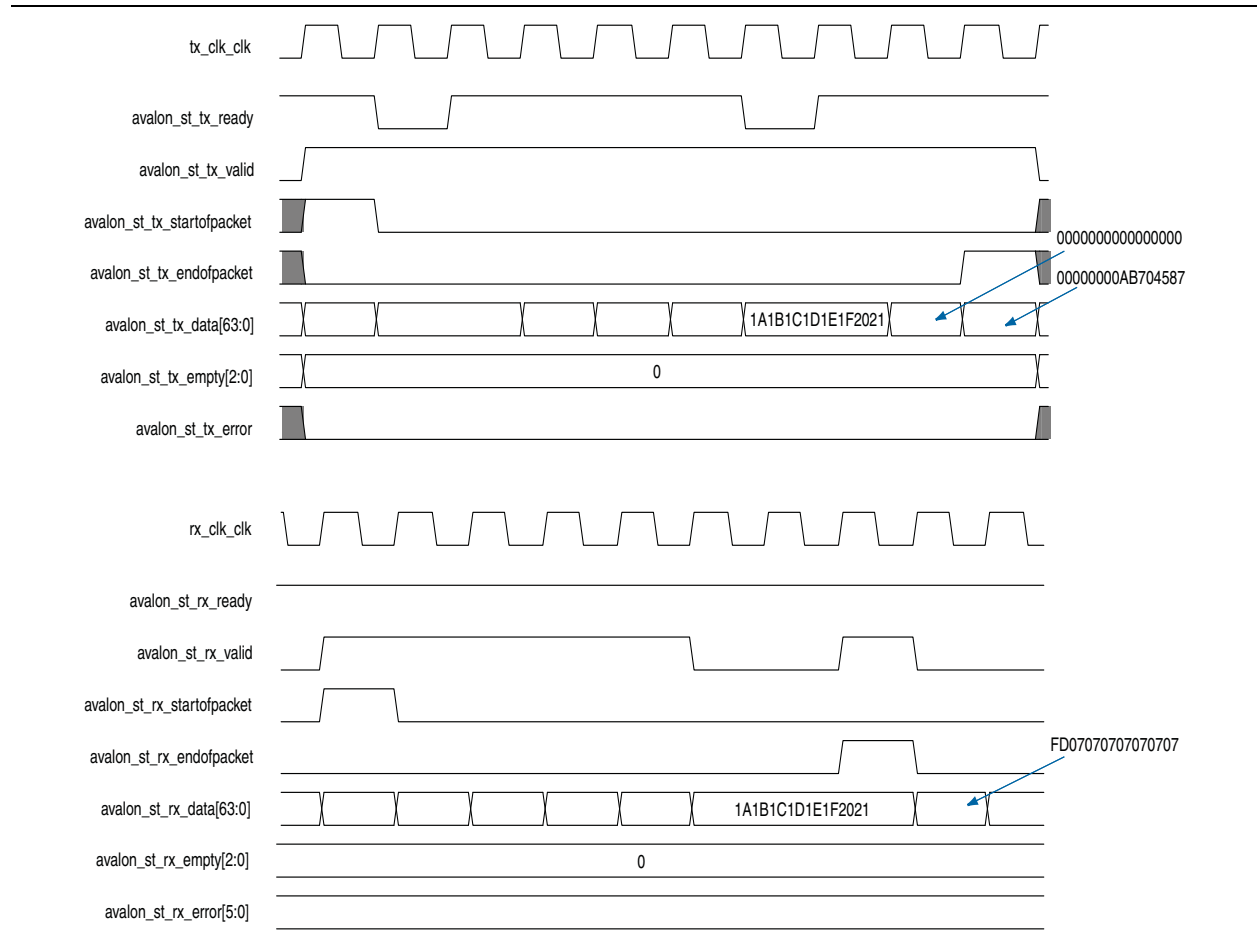 tx_clk_clk
avalon_st_tx_ready
avalon_st_tx_valid
avalon_st_tx_startofpacket
0000000000000000
avalon_st_tx_endofpacket
00000000AB704587
avalon_st_tx_data[63:0]
1A1B1C1D1E1F2021
avalon_st_tx_empty[2:0]
0
avalon_st_tx_error
rx_clk_clk
avalon_st_rx_ready
avalon_st_rx_valid
avalon_st_rx_startofpacket
avalon_st_rx_endofpacket
FD07070707070707
avalon_st_rx_data[63:0]
1A1B1C1D1E1F2021
avalon_st_rx_empty[2:0]
0
avalon_st_rx_error[5:0]